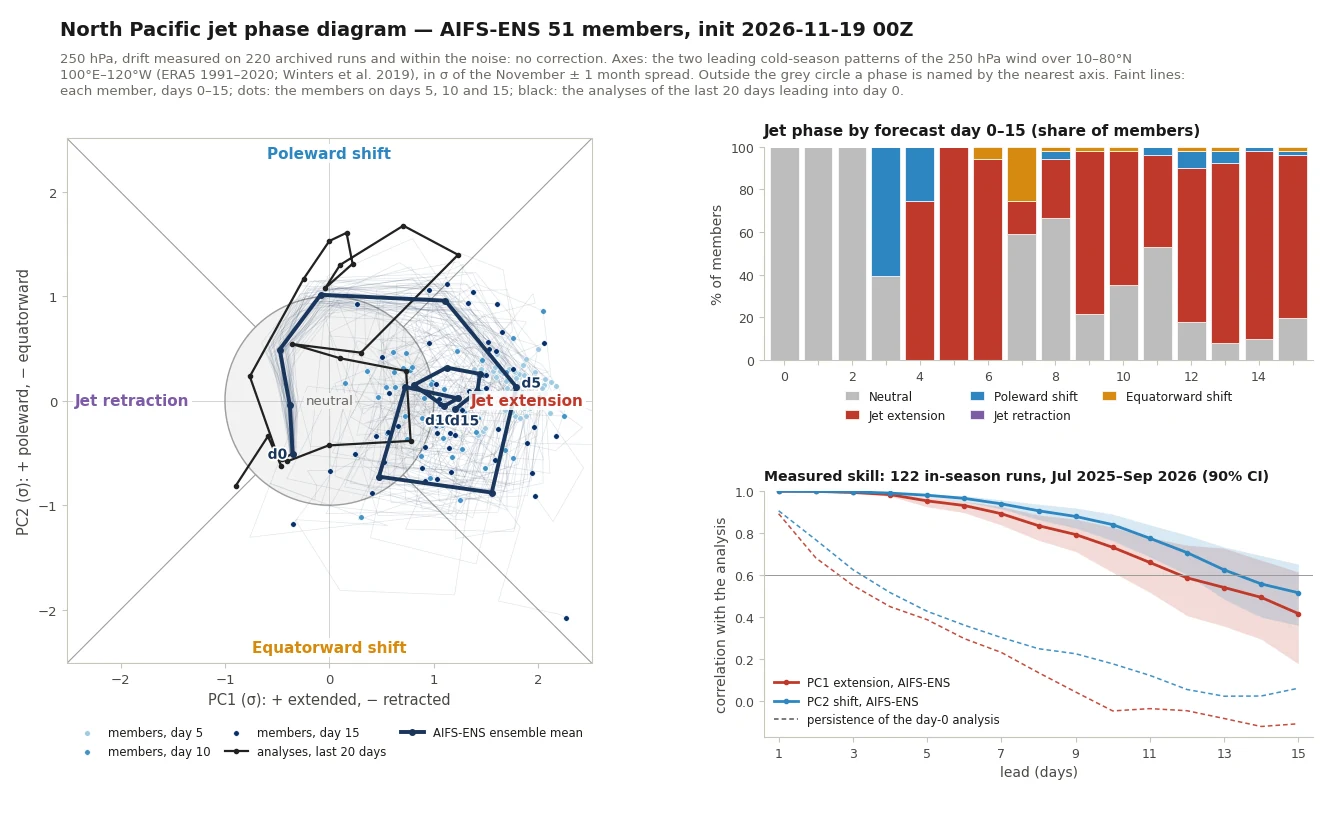 North Pacific jet phase diagram — AIFS-ENS 51 members, init 2026-11-19 00Z
250 hPa, drift measured on 220 archived runs and within the noise: no correction. Axes: the two leading cold-season patterns of the 250 hPa wind over 10–80°N
100°E–120°W (ERA5 1991–2020; Winters et al. 2019), in σ of the November ± 1 month spread. Outside the grey circle a phase is named by the nearest axis. Faint lines:
each member, days 0–15; dots: the members on days 5, 10 and 15; black: the analyses of the last 20 days leading into day 0.
Poleward shift
Jet retraction
neutral
Jet extension
Equatorward shift
d0
d5
d10
d15
2
1
0
−1
−2
PC2 (σ): + poleward, − equatorward
−2 −1 0 1 2
PC1 (σ): + extended, − retracted
members, day 5
members, day 10
members, day 15
analyses, last 20 days
AIFS-ENS ensemble mean
Jet phase by forecast day 0–15 (share of members)
100
80
60
40
20
0
% of members
0 2 4 6 8 10 12 14
Neutral
Jet extension
Poleward shift
Jet retraction
Equatorward shift
Measured skill: 122 in-season runs, Jul 2025–Sep 2026 (90% CI)
1.0
0.6
0.4
0.2
0.0
correlation with the analysis
PC1 extension, AIFS-ENS
PC2 shift, AIFS-ENS
persistence of the day-0 analysis
1 3 5 7 9 11 13 15
lead (days)